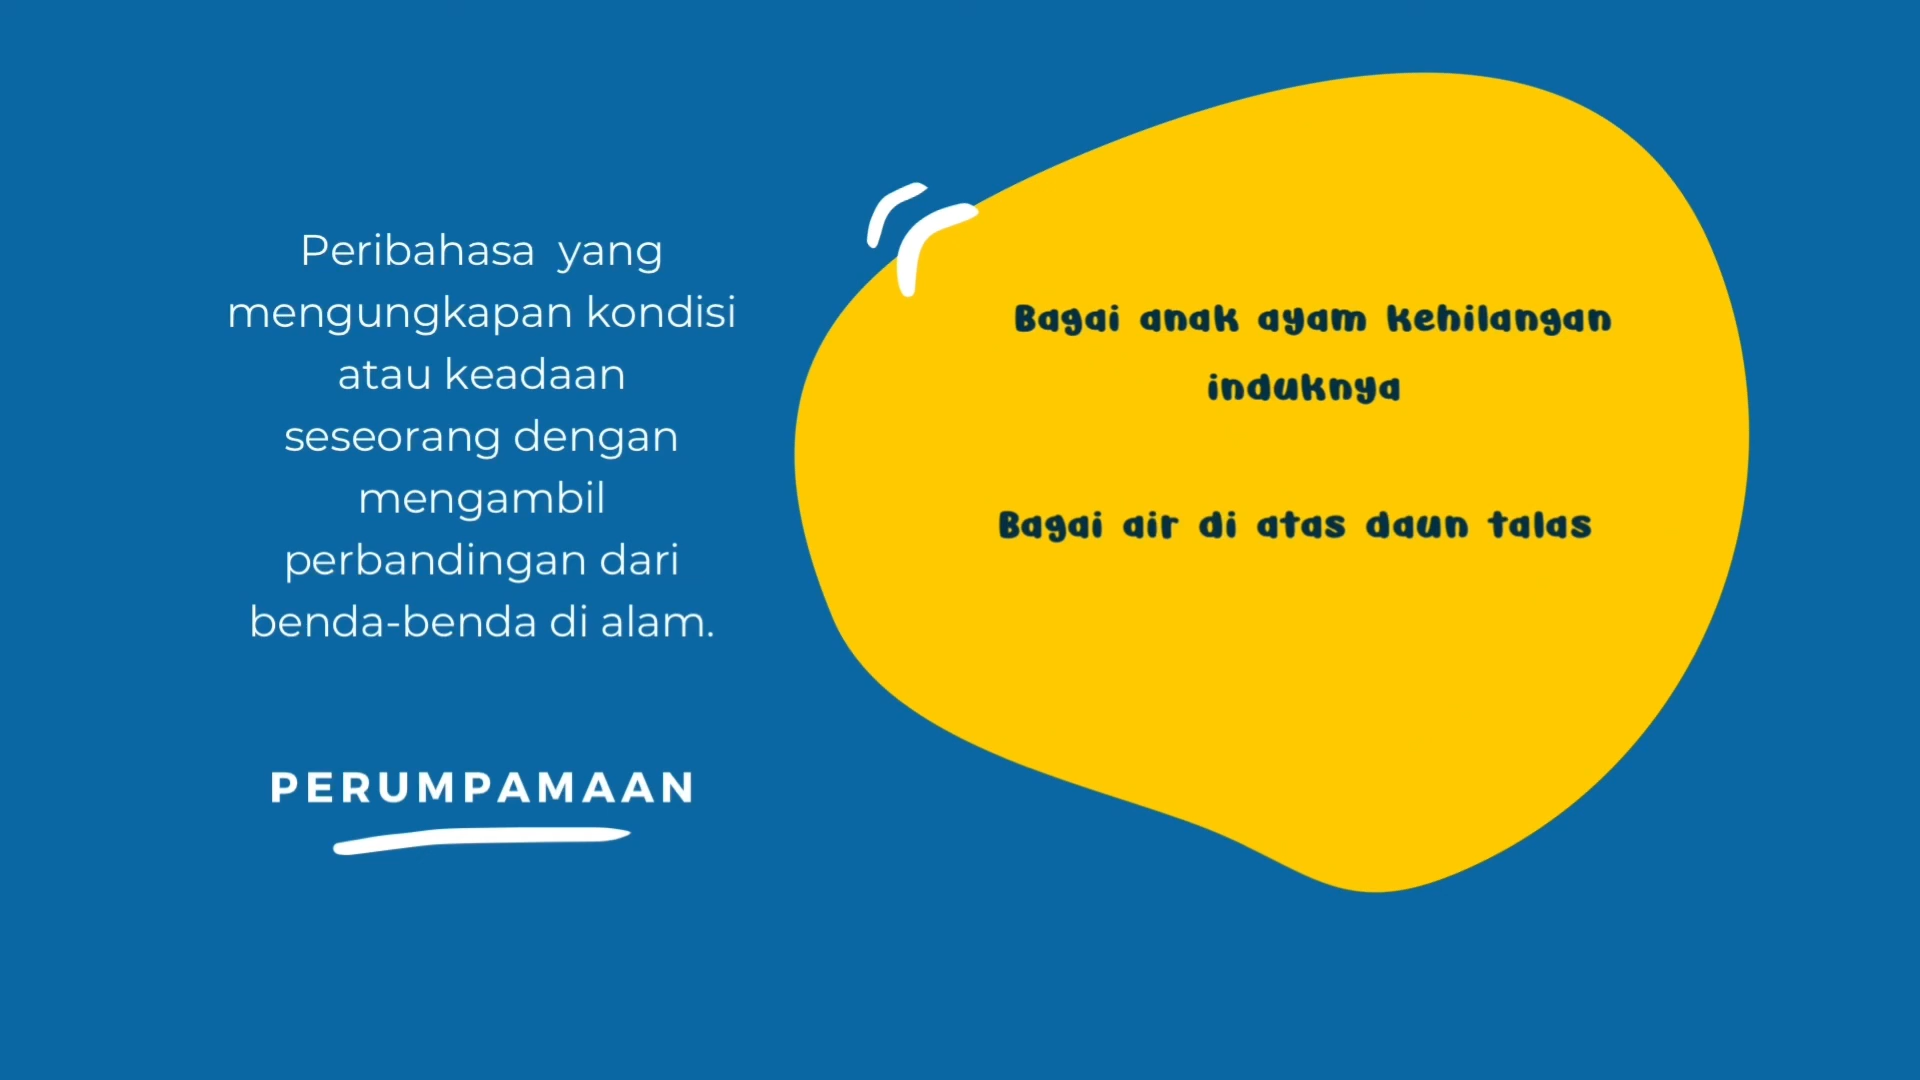 Peribahasa yang
mengungkapan kondisi
atau keadaan
seseorang dengan
mengambil
perbandingan dari
benda-benda di alam.
PERUMPAMAAN
Bagai anak ayam kehilangan
induknya
Bagai air di atas daun talas